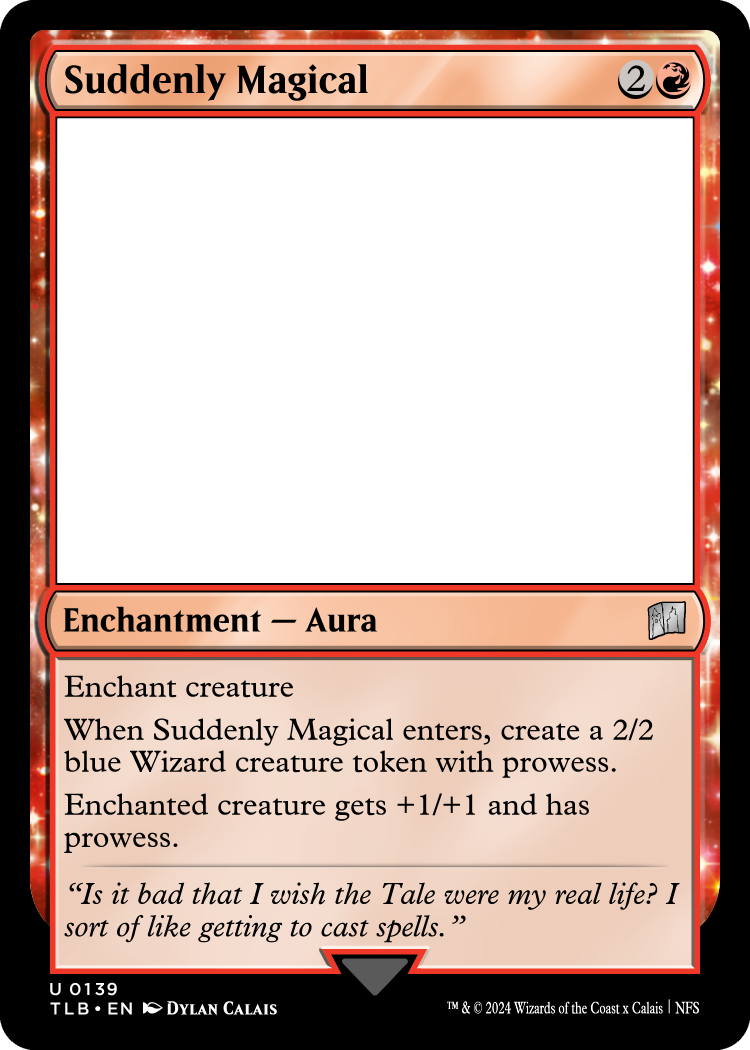 Suddenly Magical 2
Enchantment — Aura
Enchant creature
When Suddenly Magical enters, create a 2/2
blue Wizard creature token with prowess.
Enchanted creature gets +1/+1 and has
prowess.
“Is it bad that I wish the Tale were my real life? I
sort of like getting to cast spells.”
U 0139
TLB • EN Dylan Calais
™ & © 2024 Wizards of the Coast x Calais | NFS